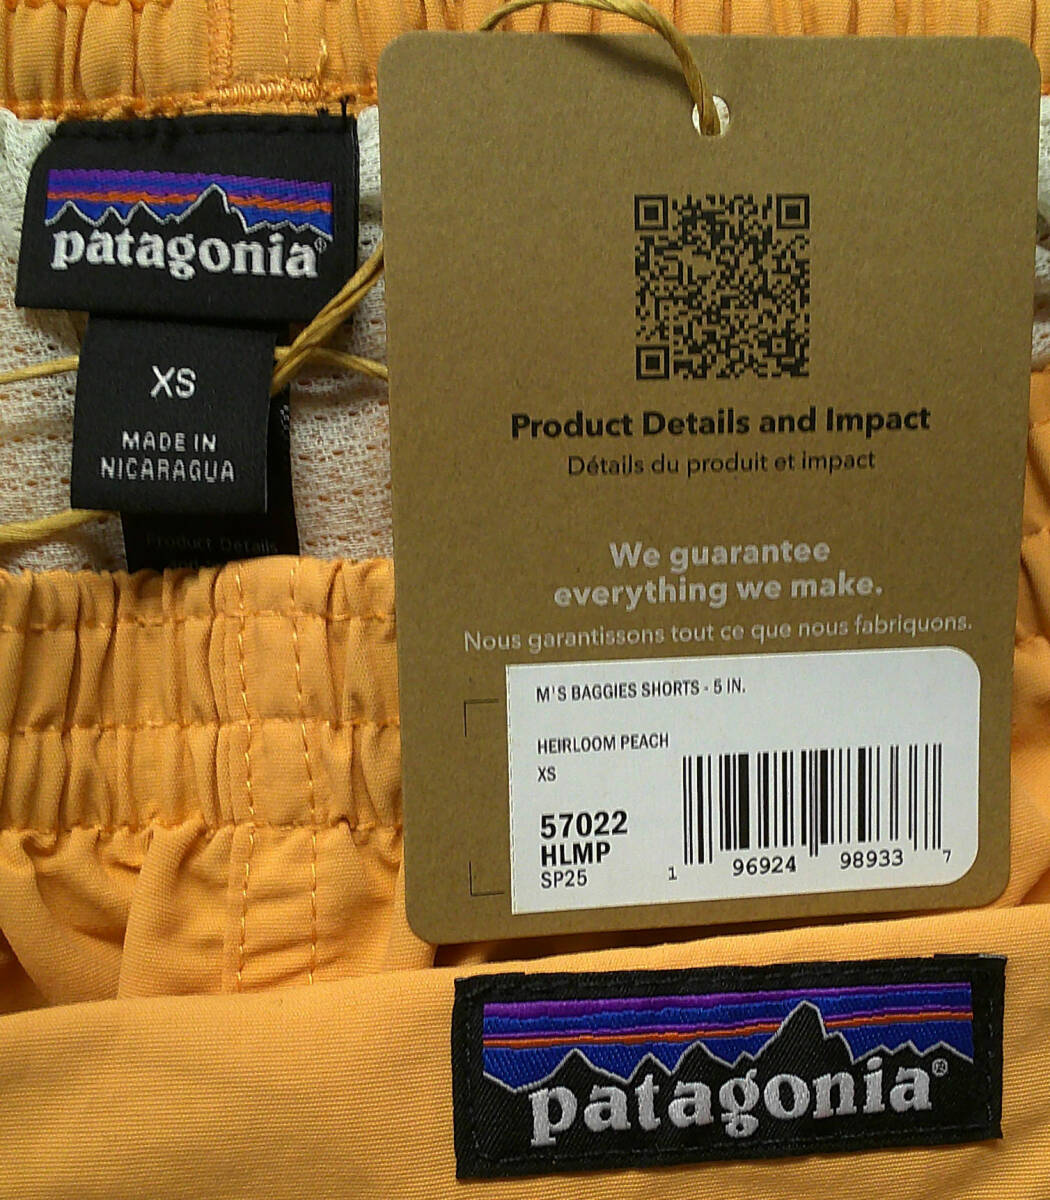 patagonia®
XS
MADE IN
NICARAGUA
Product Details
Product Details and Impact
Détails du produit et impact
We guarantee
everything we make.
Nous garantissons tout ce que nous fabriquons.
M'S BAGGIES SHORTS - 5 IN.
HEIRLOOM PEACH
XS
57022
HLMP
SP25
1 96924 98933 7
patagonia®